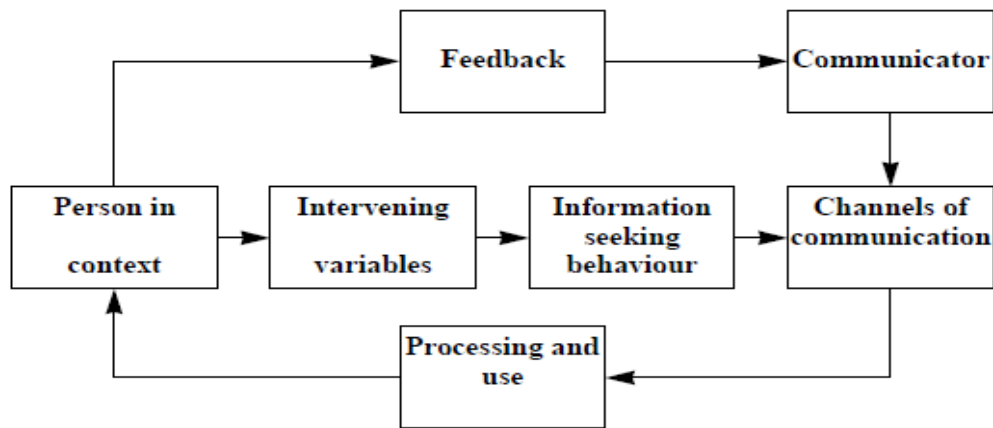 Feedback
Communicator
Person in
context
Intervening
variables
Information
seeking
behaviour
Channels of
communication
Processing and
use